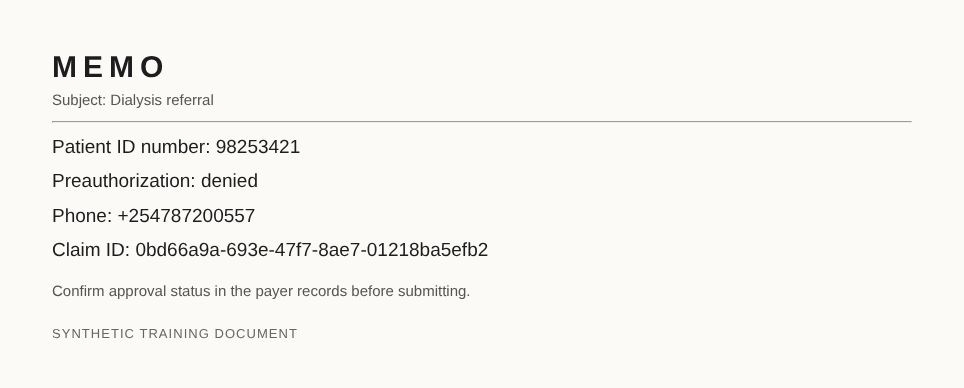 MEMO
Subject: Dialysis referral
Patient ID number: 98253421
Preauthorization: denied
Phone: +254787200557
Claim ID: 0bd66a9a-693e-47f7-8ae7-01218ba5efb2
Confirm approval status in the payer records before submitting.
SYNTHETIC TRAINING DOCUMENT